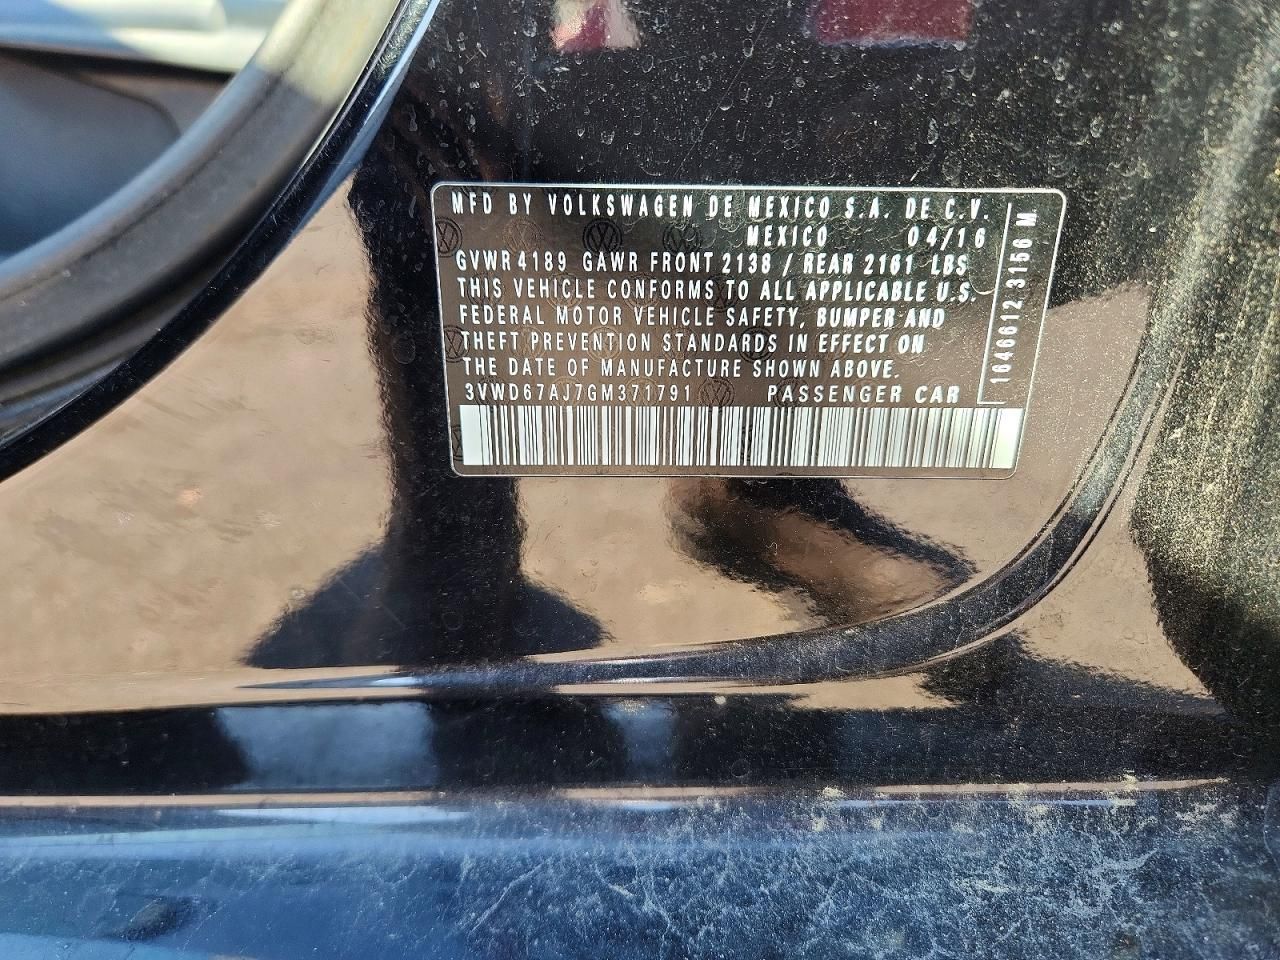 MFD BY VOLKSWAGEN DE MEXICO S.A. DE C.V.
MEXICO 04/16
GVWR 4189 GAWR FRONT 2138 / REAR 2161 LBS
THIS VEHICLE CONFORMS TO ALL APPLICABLE U.S.
FEDERAL MOTOR VEHICLE SAFETY, BUMPER AND
THEFT PREVENTION STANDARDS IN EFFECT ON
THE DATE OF MANUFACTURE SHOWN ABOVE.
3VWD67AJ7GM371791 PASSENGER CAR
1646612 3156 M